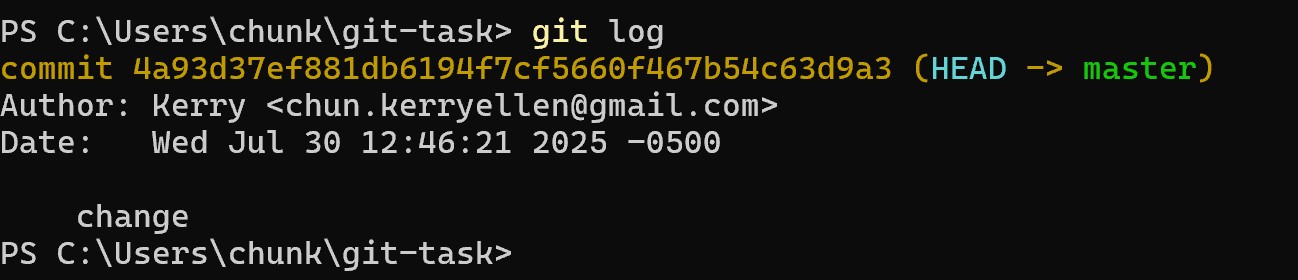 PS C:\Users\chunk\git-task> git log
commit 4a93d37ef881db6194f7cf5660f467b54c63d9a3 (HEAD -> master)
Author: Kerry <chun.kerryellen@gmail.com>
Date:   Wed Jul 30 12:46:21 2025 -0500
    change
PS C:\Users\chunk\git-task>